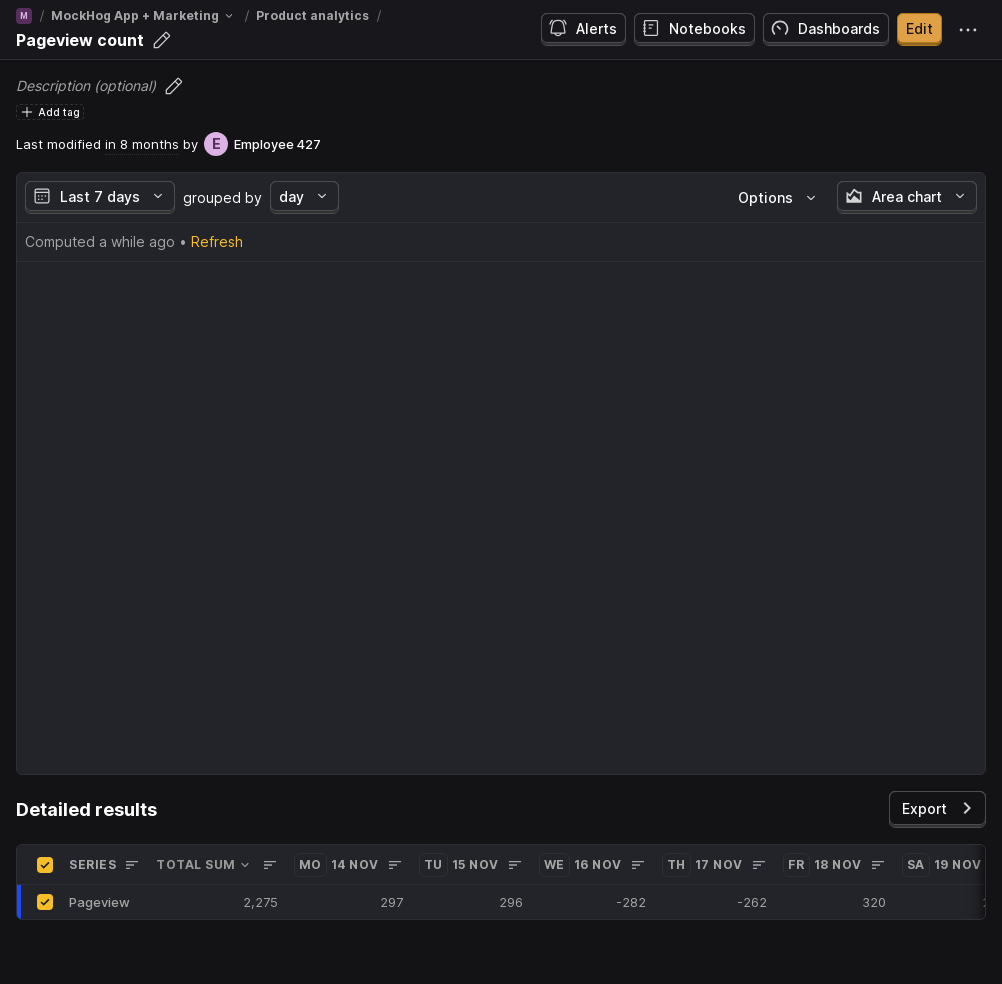 M / MockHog App + Marketing / Product analytics /
Pageview count
Alerts Notebooks Dashboards Edit
Description (optional)
Add tag
Last modified in 8 months by E Employee 427
Last 7 days grouped by day Options Area chart
Computed a while ago • Refresh
Detailed results
Export
SERIES TOTAL SUM MO 14 NOV TU 15 NOV WE 16 NOV TH 17 NOV FR 18 NOV SA 19 NOV
Pageview 2,275 297 296 -282 -262 320